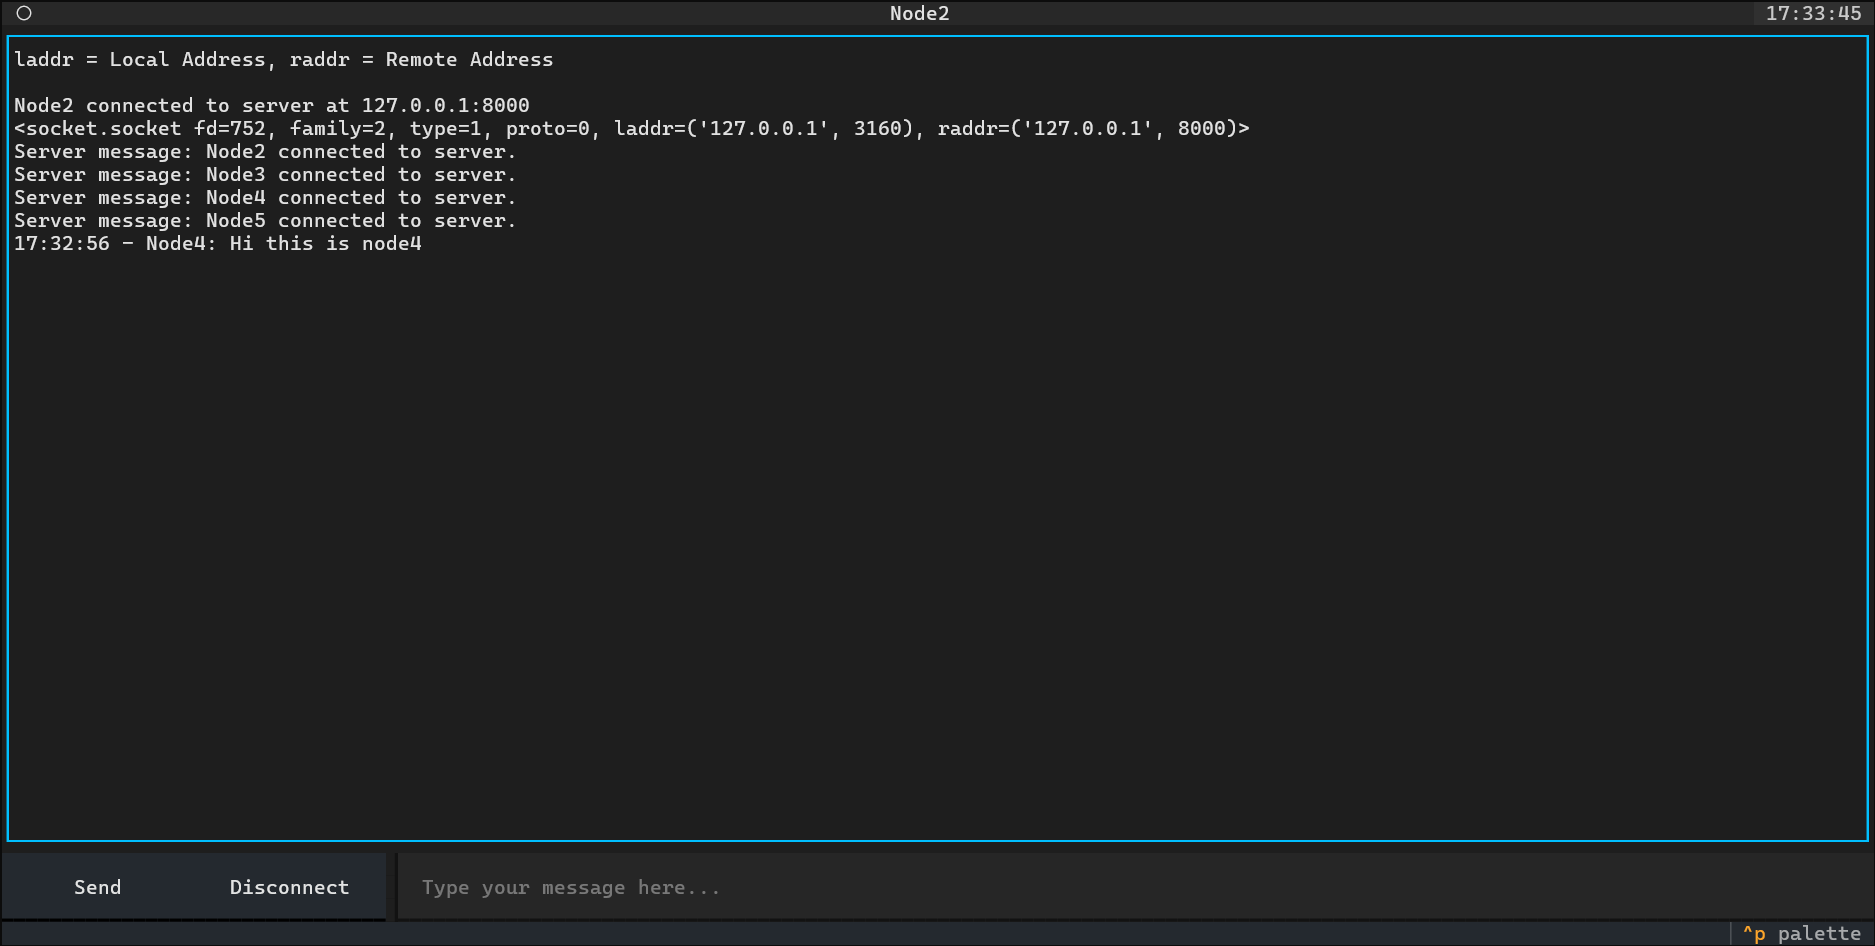 Node2 17:33:45
laddr = Local Address, raddr = Remote Address
Node2 connected to server at 127.0.0.1:8000
<socket.socket fd=752, family=2, type=1, proto=0, laddr=('127.0.0.1', 3160), raddr=('127.0.0.1', 8000)>
Server message: Node2 connected to server.
Server message: Node3 connected to server.
Server message: Node4 connected to server.
Server message: Node5 connected to server.
17:32:56 - Node4: Hi this is node4
Send Disconnect Type your message here...
^p palette